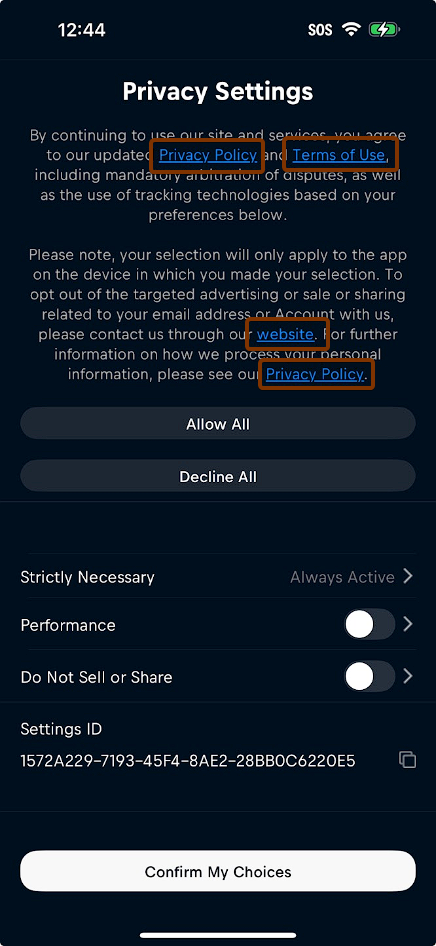 12:44
SOS
Privacy Settings
By continuing to use our site and services, you agree
to our updated Privacy Policy and Terms of Use,
including mandatory arbitration of disputes, as well
as the use of tracking technologies based on your
preferences below.
Please note, your selection will only apply to the app
on the device in which you made your selection. To
opt out of the targeted advertising or sale or sharing
related to your email address or Account with us,
please contact us through our website. For further
information on how we process your personal
information, please see our Privacy Policy.
Allow All
Decline All
Strictly Necessary Always Active
Performance
Do Not Sell or Share
Settings ID
1572A229-7193-45F4-8AE2-28BB0C6220E5
Confirm My Choices